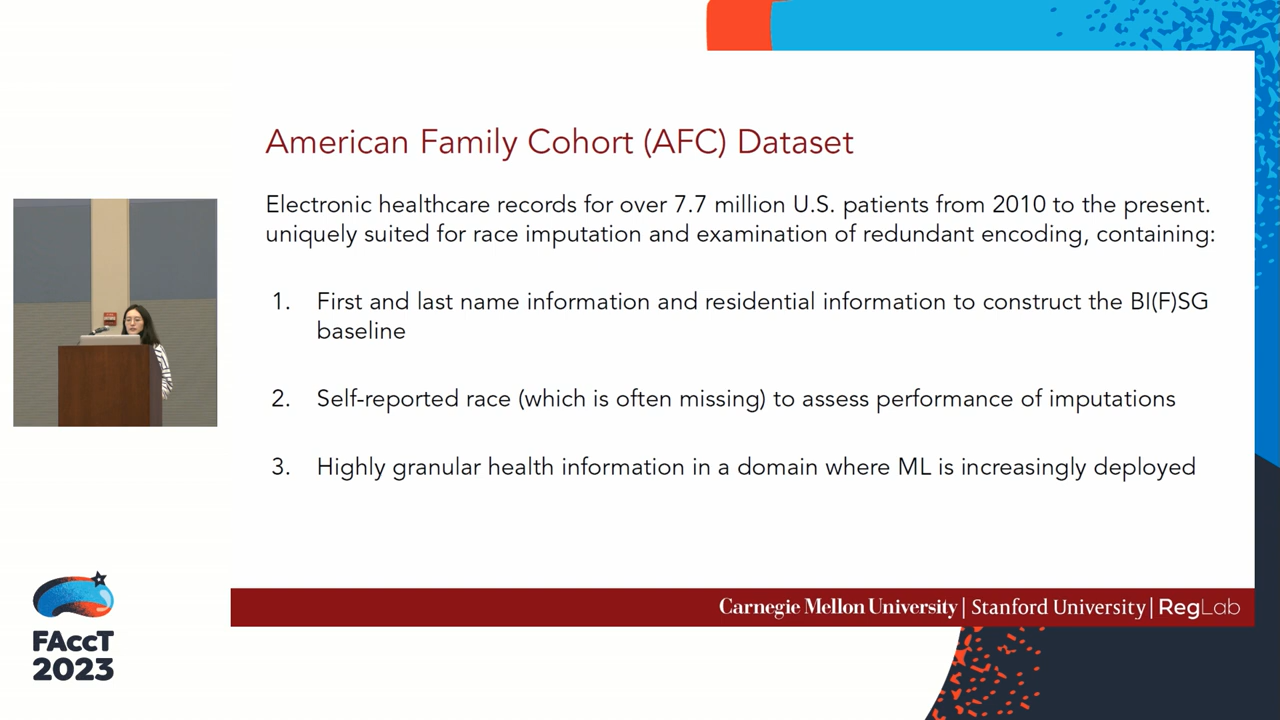 American Family Cohort (AFC) Dataset
Electronic healthcare records for over 7.7 million U.S. patients from 2010 to the present.
uniquely suited for race imputation and examination of redundant encoding, containing:
1. First and last name information and residential information to construct the BI(F)SG
baseline
2. Self-reported race (which is often missing) to assess performance of imputations
3. Highly granular health information in a domain where ML is increasingly deployed
Carnegie Mellon University | Stanford University | RegLab
FAccT
2023